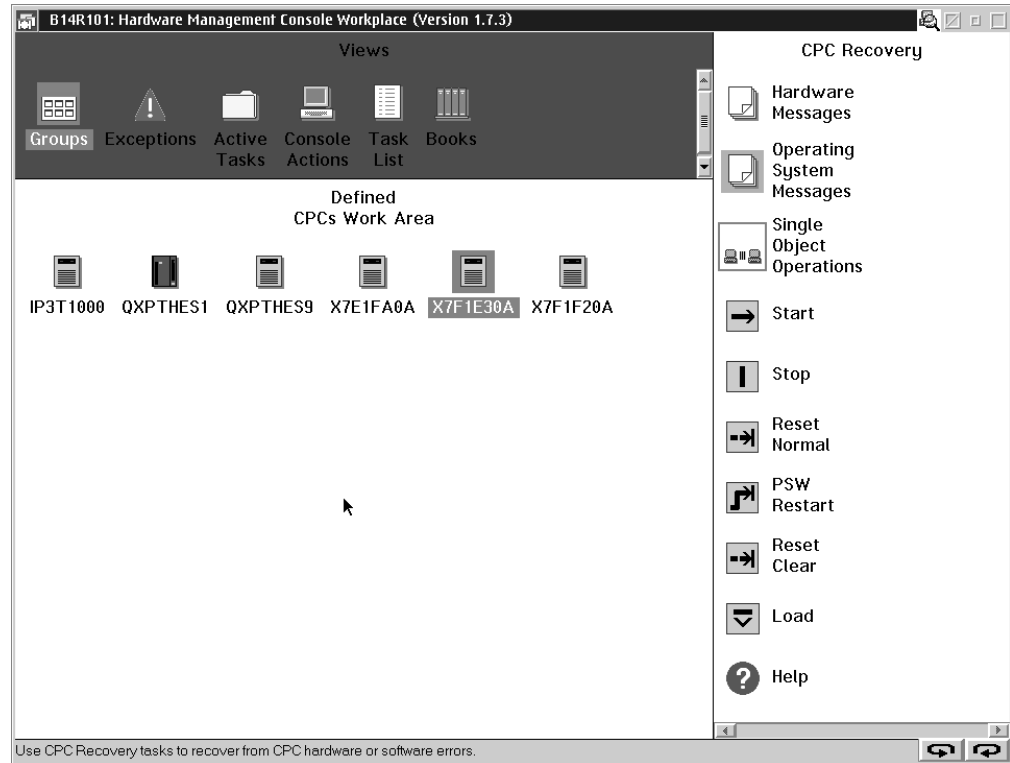 B14R101: Hardware Management Console Workplace (Version 1.7.3)
Views
Groups
Exceptions
Active
Tasks
Console
Actions
Task
List
Books
Defined
CPCs Work Area
IP3T1000
QXPTHES1
QXPTHES9
X7E1FA0A
X7F1E30A
X7F1F20A
CPC Recovery
Hardware
Messages
Operating
System
Messages
Single
Object
Operations
Start
Stop
Reset
Normal
PSW
Restart
Reset
Clear
Load
Help
Use CPC Recovery tasks to recover from CPC hardware or software errors.